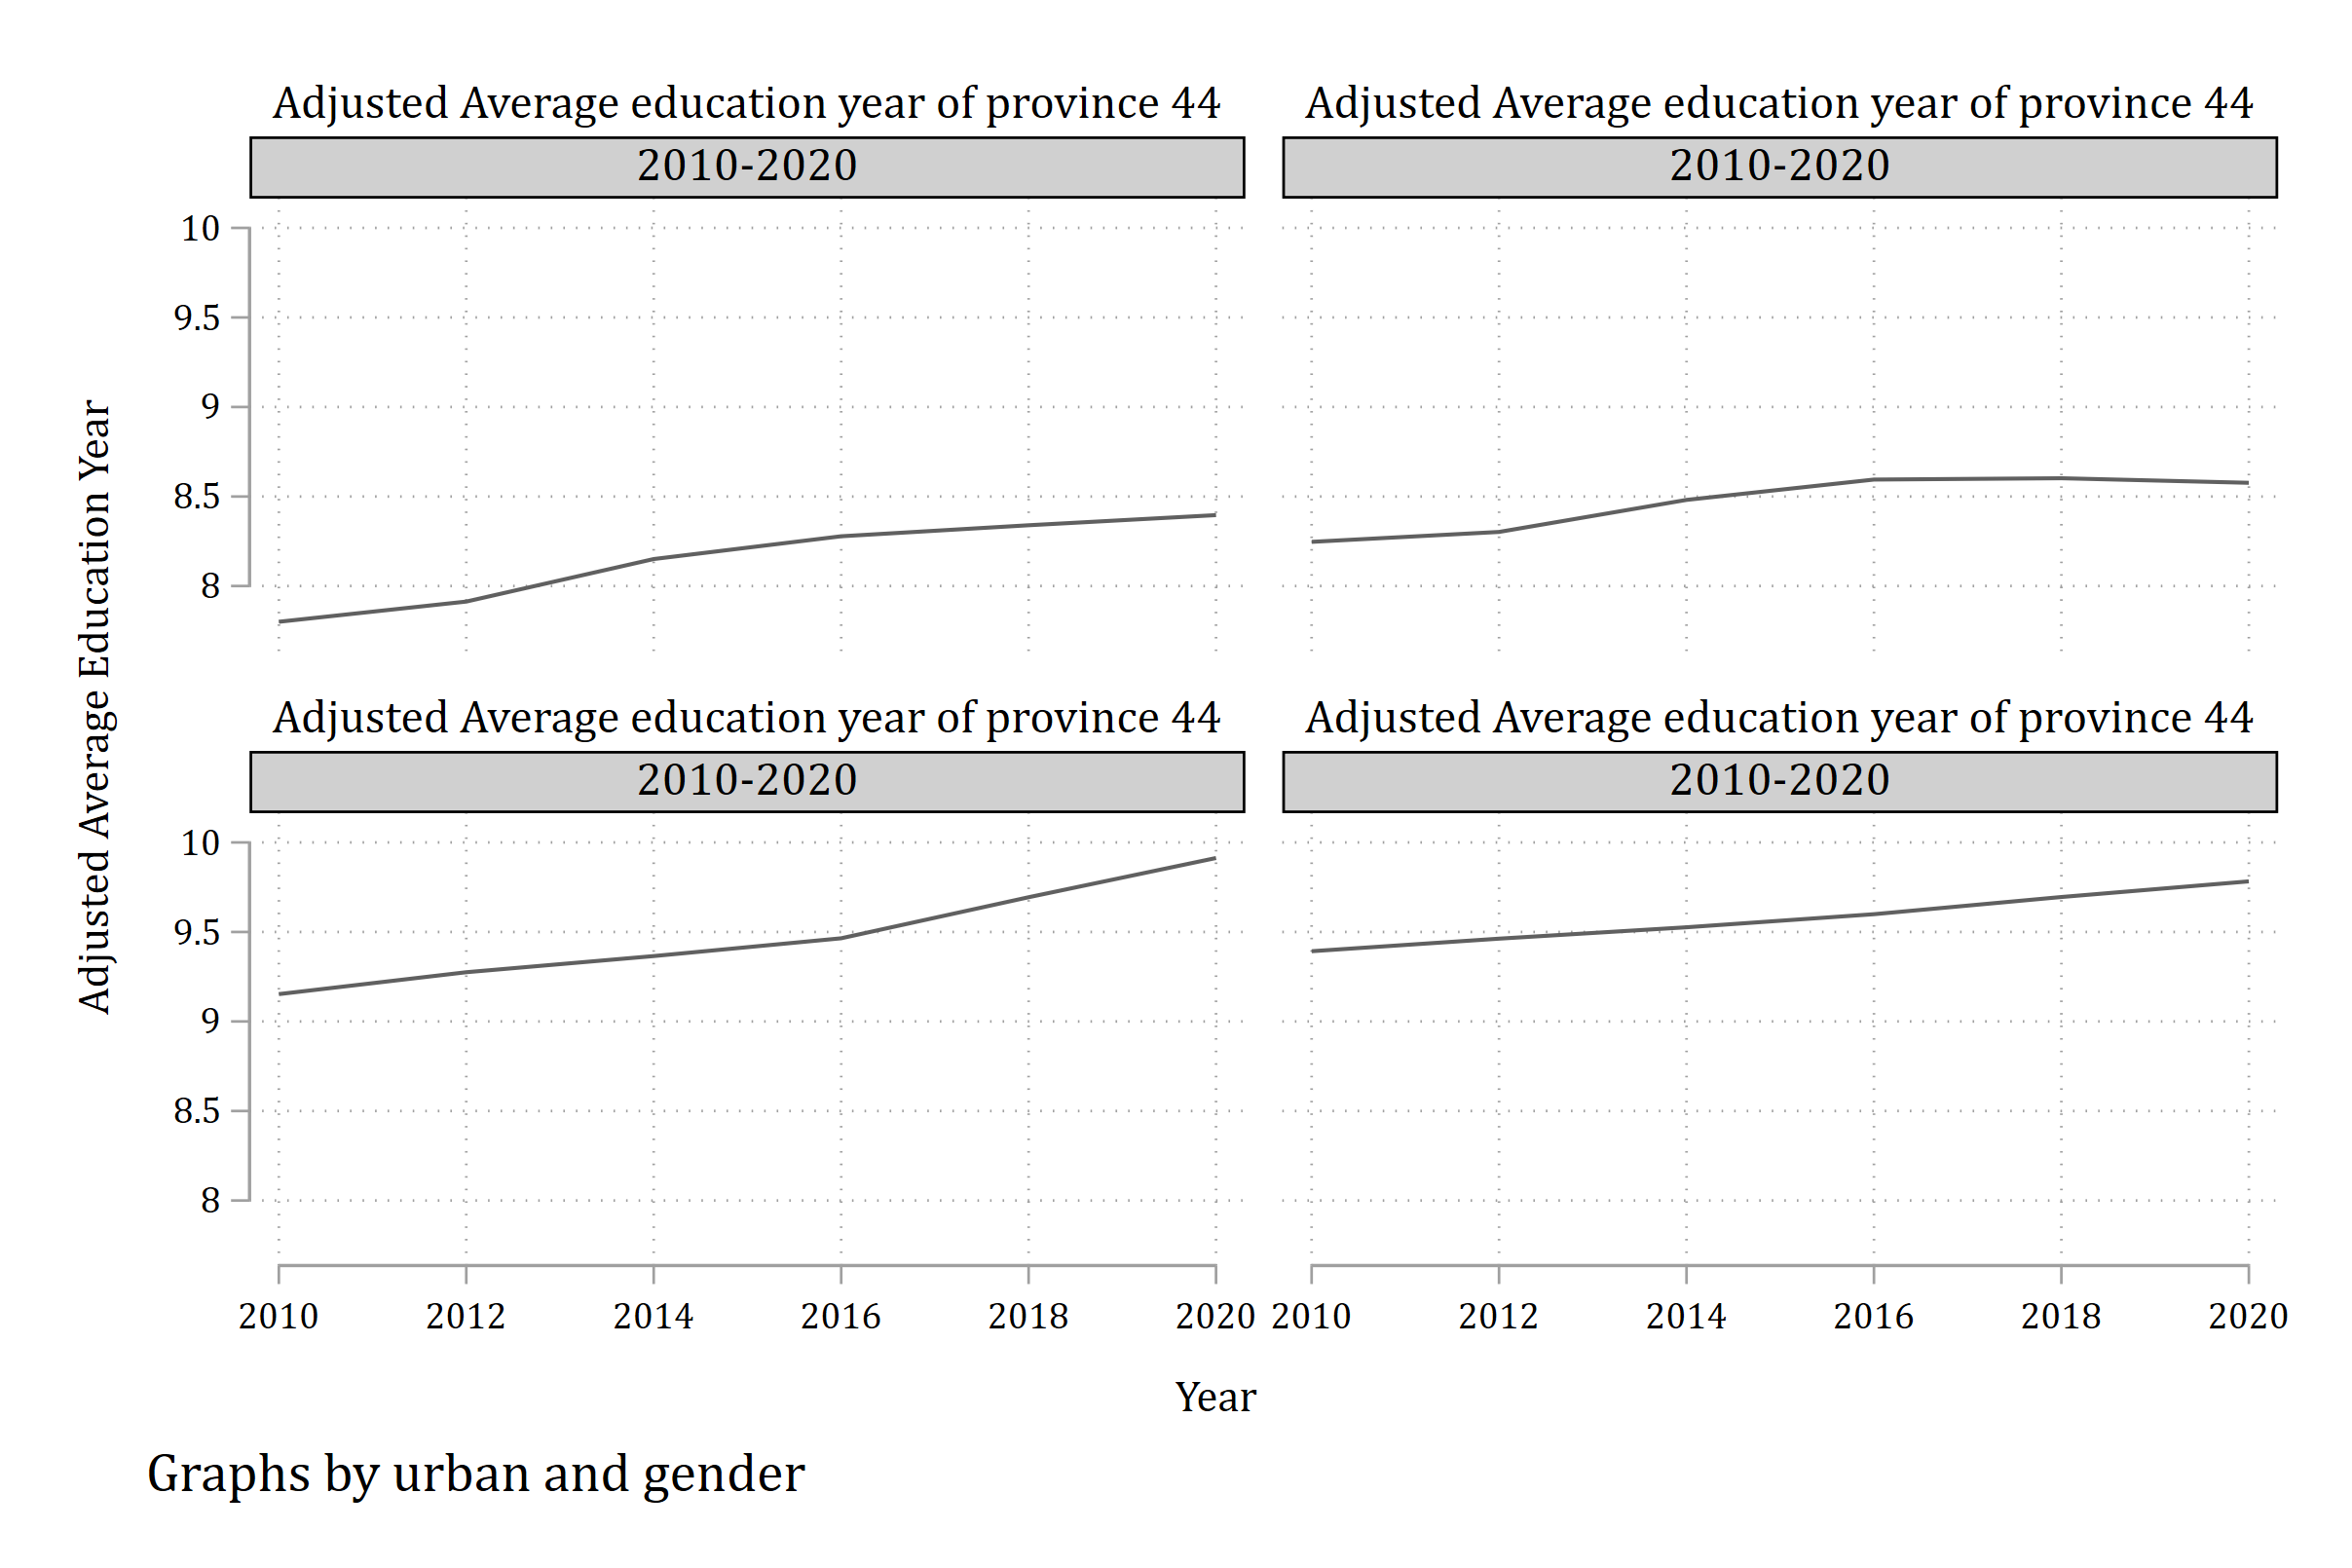 Adjusted Average education year of province 44
2010-2020
Adjusted Average education year of province 44
2010-2020
10
9.5
9
8.5
8
Adjusted Average Education Year
Adjusted Average education year of province 44
2010-2020
Adjusted Average education year of province 44
2010-2020
10
9.5
9
8.5
8
2010 2012 2014 2016 2018 2020
2010 2012 2014 2016 2018 2020
Year
Graphs by urban and gender